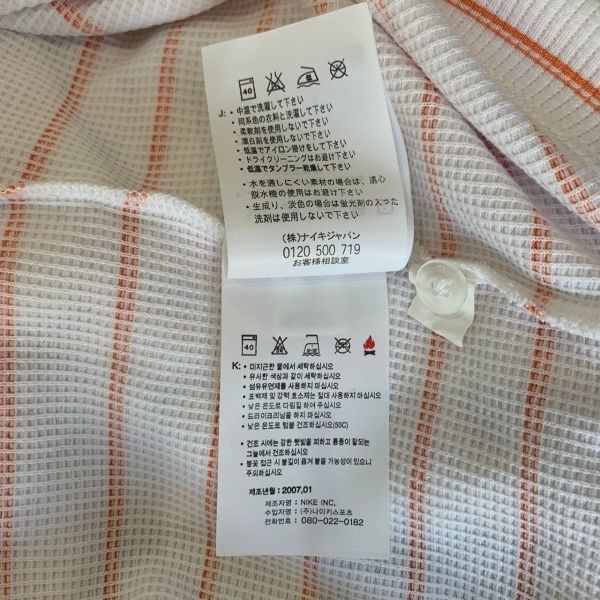 40
J: • 中温で洗濯して下さい
• 同系色の衣料と洗濯して下さい
• 柔軟剤を使用しないで下さい
• 漂白剤を使用しないで下さい
• 低温でアイロン掛けをして下さい
• ドライクリーニングはお避け下さい
• 低温でタンブラー乾燥して下さい
• 水を通しにくい素材の場合は、遠心
脱水機の使用はお避け下さい
• 生成り、淡色の場合は蛍光剤の入った
洗剤は使用しないで下さい
(株)ナイキジャパン
0120 500 719
お客様相談室
40
K: • 미지근한 물에서 세탁하십시오
• 유사한 색상과 같이 세탁하십시오
• 섬유유연제를 사용하지 마십시오
• 표백제 및 강력 효소제는 절대 사용하지 마십시오
• 낮은 온도로 다림질 하여 주십시오
• 드라이크리닝을 하지 마십시오
• 낮은 온도로 텀블 건조하십시오(50C)
• 건조 시에는 강한 햇빛을 피하고 통풍이 잘되는
그늘에서 건조하십시오
• 불꽃 접근 시 불길이 옮겨 붙을 가능성이 있으니
주의하십시오
제조년월 : 2007.01
제조자명 : NIKE INC.
수입자명 : (주)나이키스포츠
전화번호 : 080-022-0182